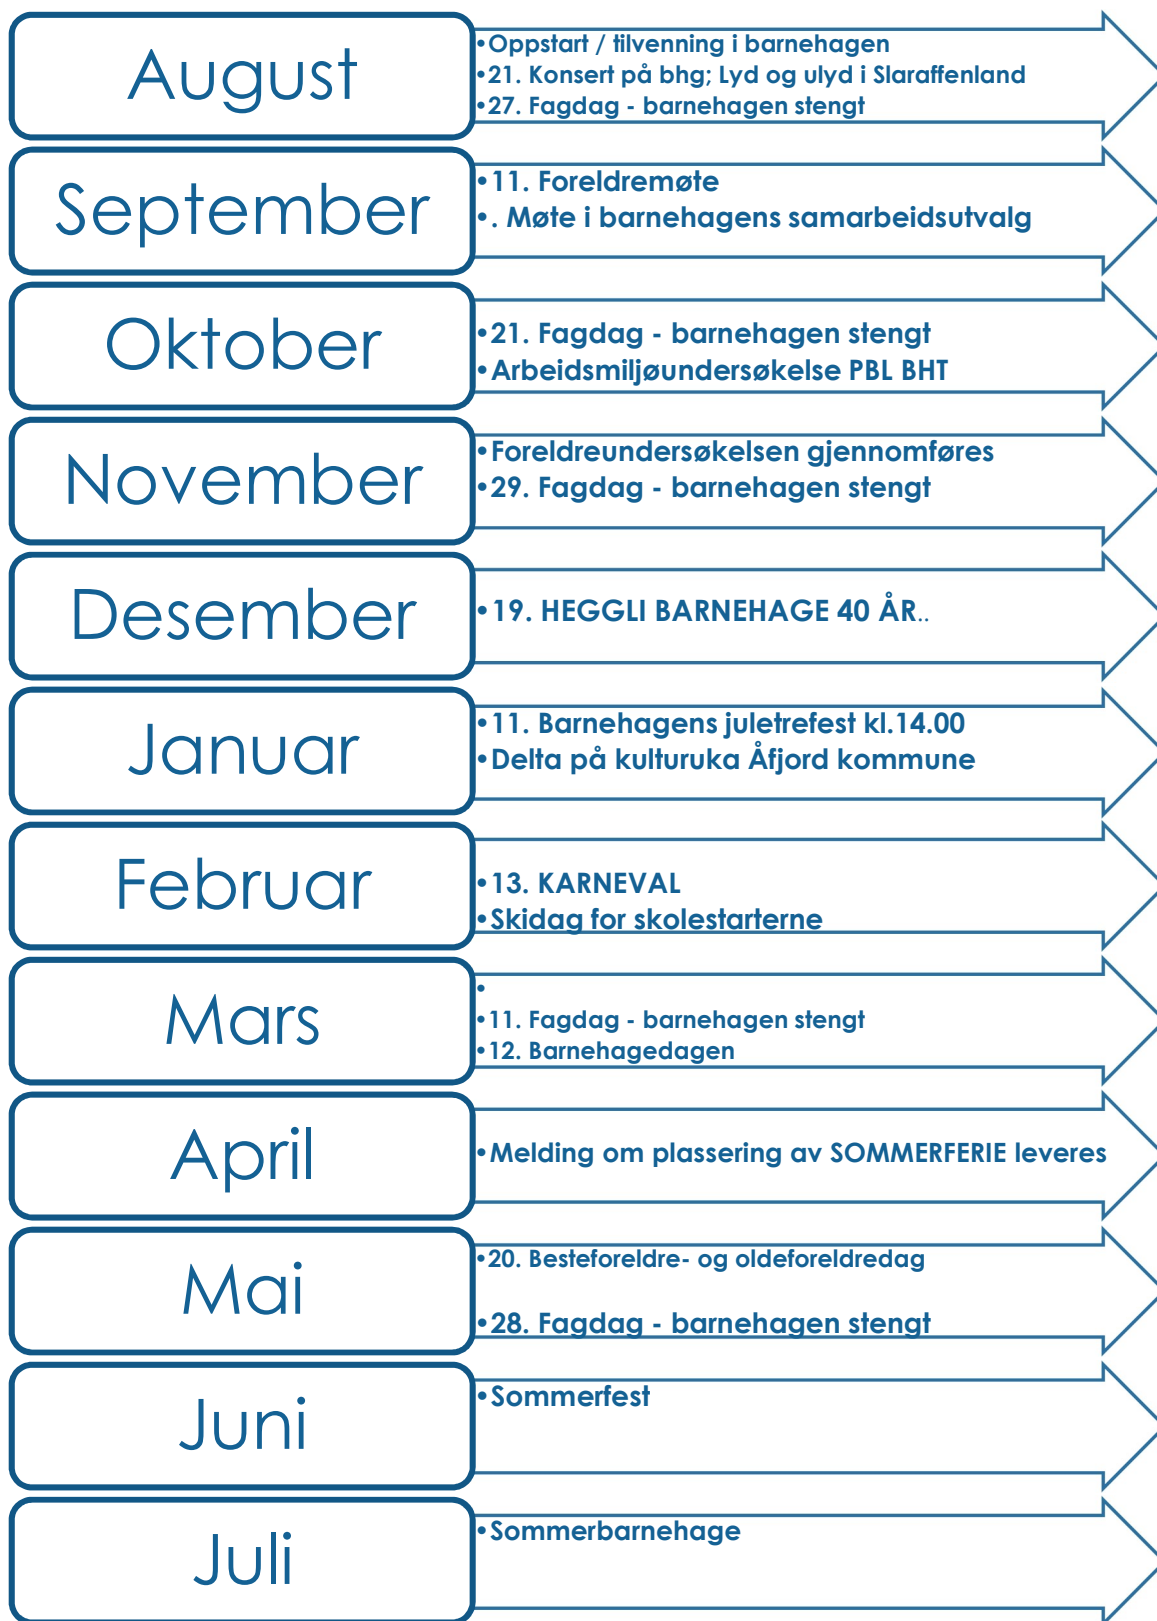 August
•Oppstart / tilvenning i barnehagen
•21. Konsert på bhg; Lyd og ulyd i Slaraffenland
•27. Fagdag - barnehagen stengt
September
•11. Foreldremøte
•. Møte i barnehagens samarbeidsutvalg
Oktober
•21. Fagdag - barnehagen stengt
•Arbeidsmiljøundersøkelse PBL BHT
November
•Foreldreundersøkelsen gjennomføres
•29. Fagdag - barnehagen stengt
Desember
•19. HEGGLI BARNEHAGE 40 ÅR..
Januar
•11. Barnehagens juletrefest kl.14.00
•Delta på kulturuka Åfjord kommune
Februar
•13. KARNEVAL
•Skidag for skolestarterne
Mars
•
•11. Fagdag - barnehagen stengt
•12. Barnehagedagen
April
•Melding om plassering av SOMMERFERIE leveres
Mai
•20. Besteforeldre- og oldeforeldredag
•28. Fagdag - barnehagen stengt
Juni
•Sommerfest
Juli
•Sommerbarnehage